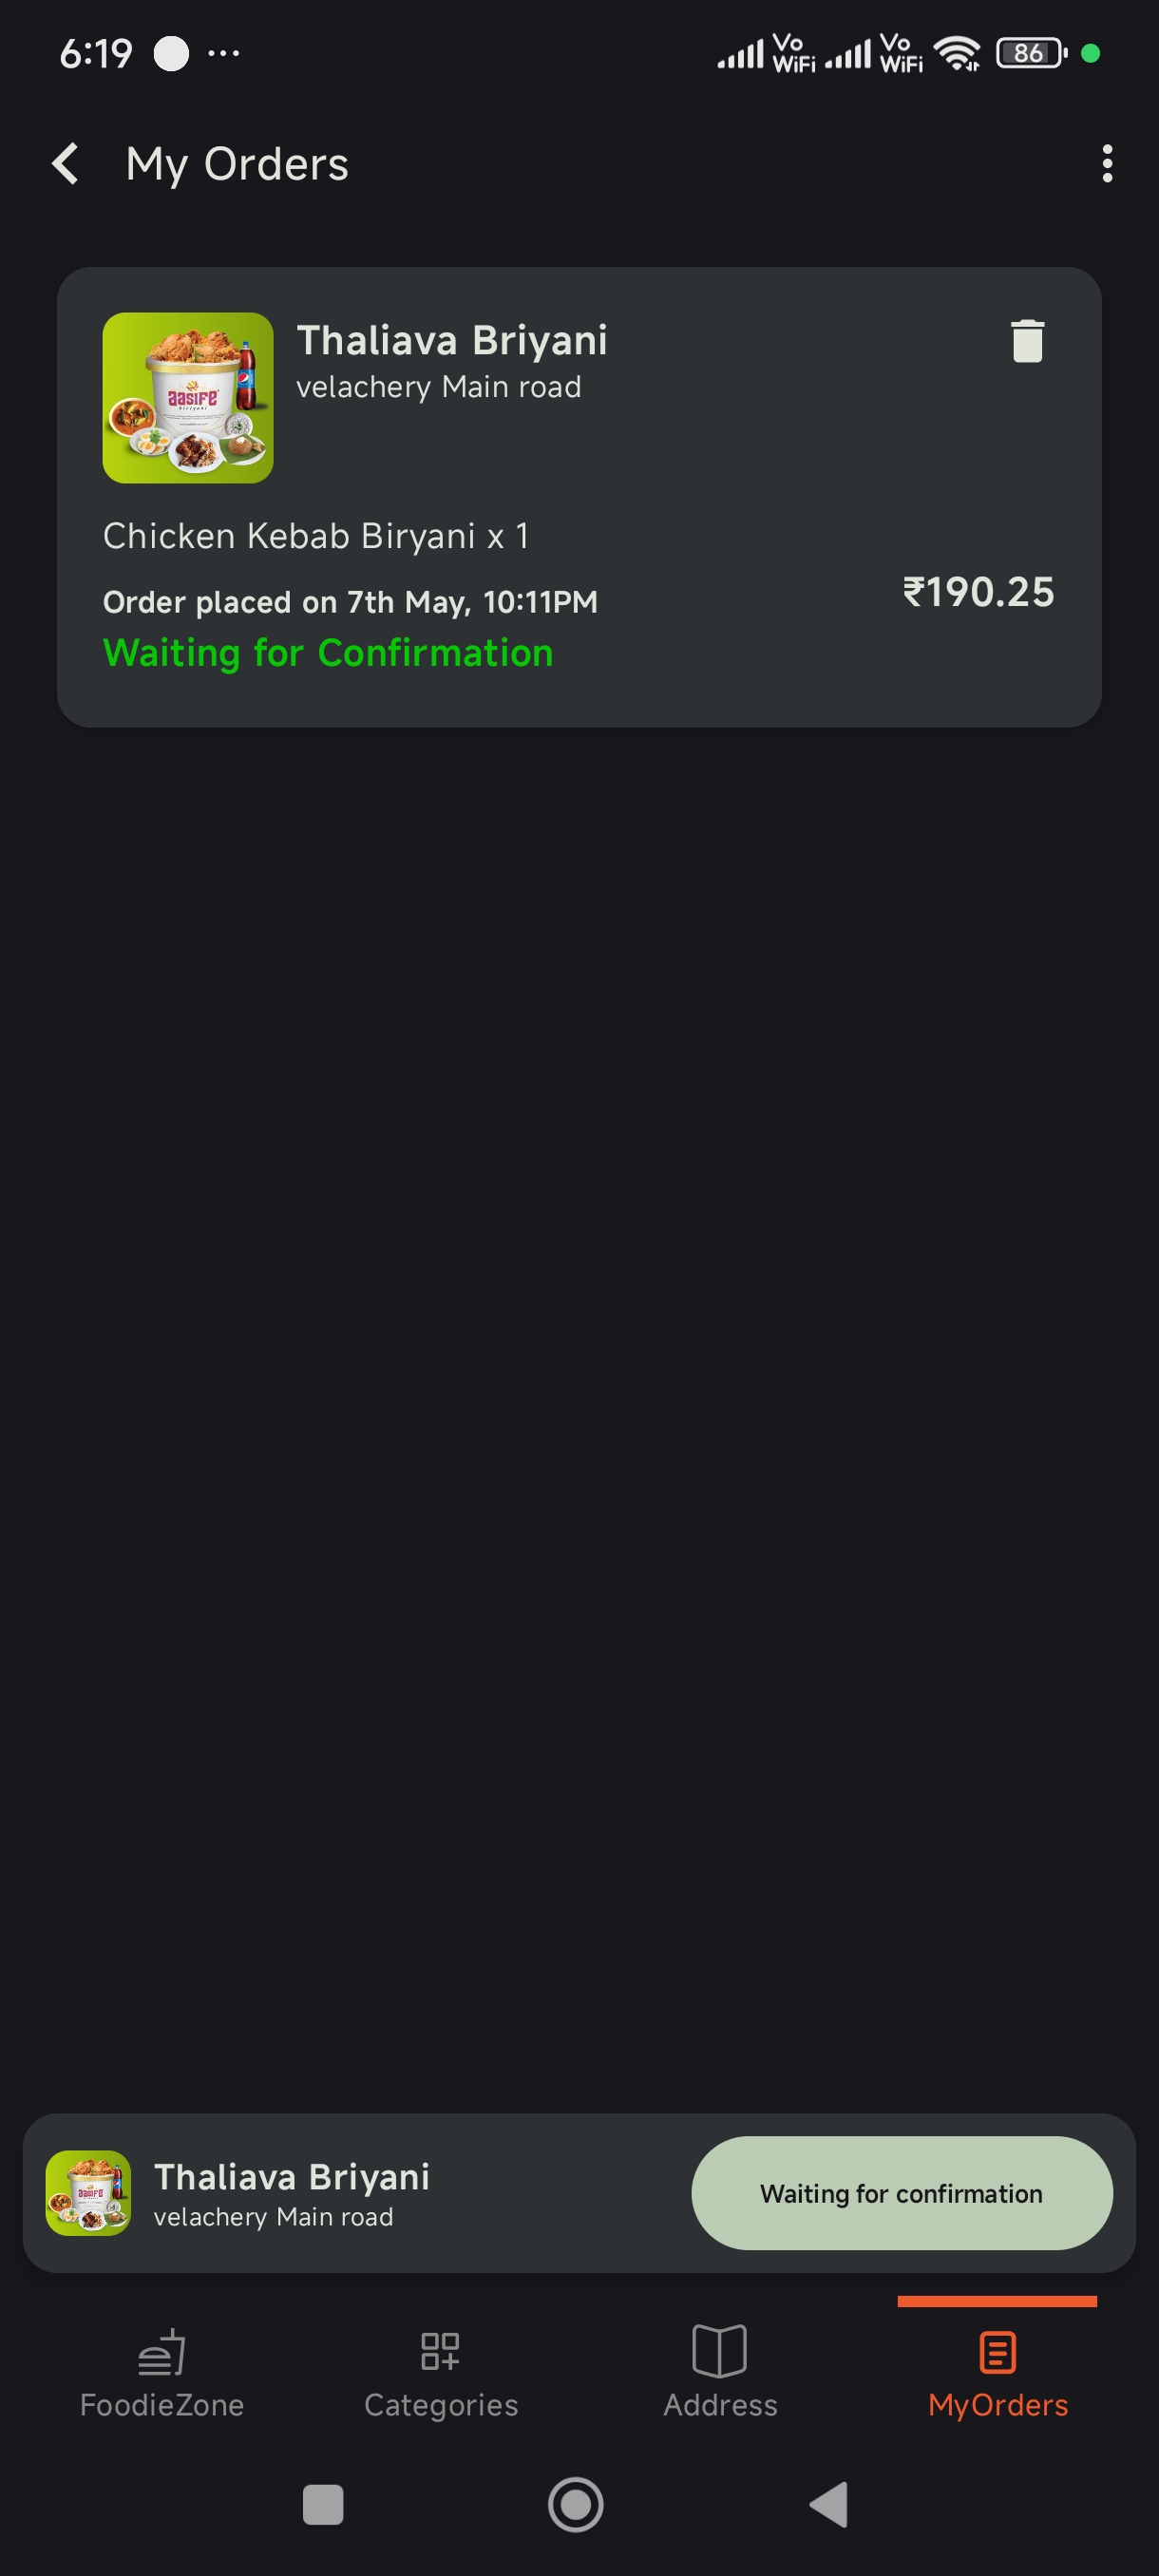 6:19 ...
Vo WiFi Vo WiFi 86
My Orders
Thaliava Briyani
velachery Main road
aasife
biriyani
Chicken Kebab Biryani x 1
Order placed on 7th May, 10:11PM
₹190.25
Waiting for Confirmation
Thaliava Briyani
velachery Main road
aasife
Waiting for confirmation
FoodieZone
Categories
Address
MyOrders